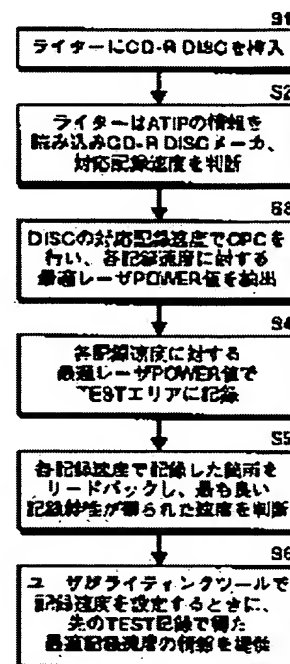 S1
ライターにCD-R DISCを挿入
S2
ライターはATIPの情報を
読み込みCD-R DISCメーカ、
対応記録速度を判断
S3
DISCの対応記録速度でOPCを
行い、各記録速度に対する
最適レーザPOWER値を抽出
S4
各記録速度に対する
最適レーザPOWER値で
TESTエリアに記録
S5
各記録速度で記録した箇所を
リードバックし、最も良い
記録特性が得られた速度を判断
S6
ユ ザがライティングツールで
記録速度を設定するときに、
先のTEST記録で得た
最適記録速度の情報を提供